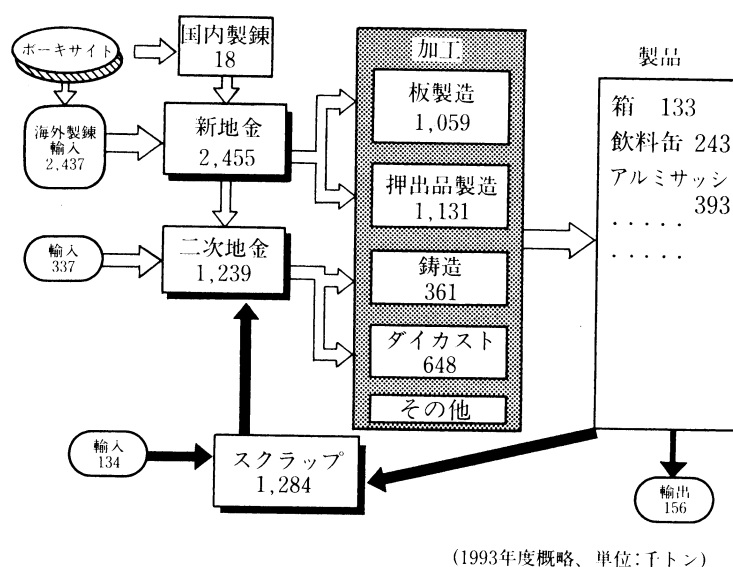 ボーキサイト
国内製錬
18
海外製錬
輸入
2,437
新地金
2,455
輸入
337
二次地金
1,239
加工
板製造
1,059
押出品製造
1,131
鋳造
361
ダイカスト
648
その他
製品
箱 133
飲料缶 243
アルミサッシ
393
.....
.....
輸入
134
スクラップ
1,284
輸出
156
(1993年度概略、単位:千トン)